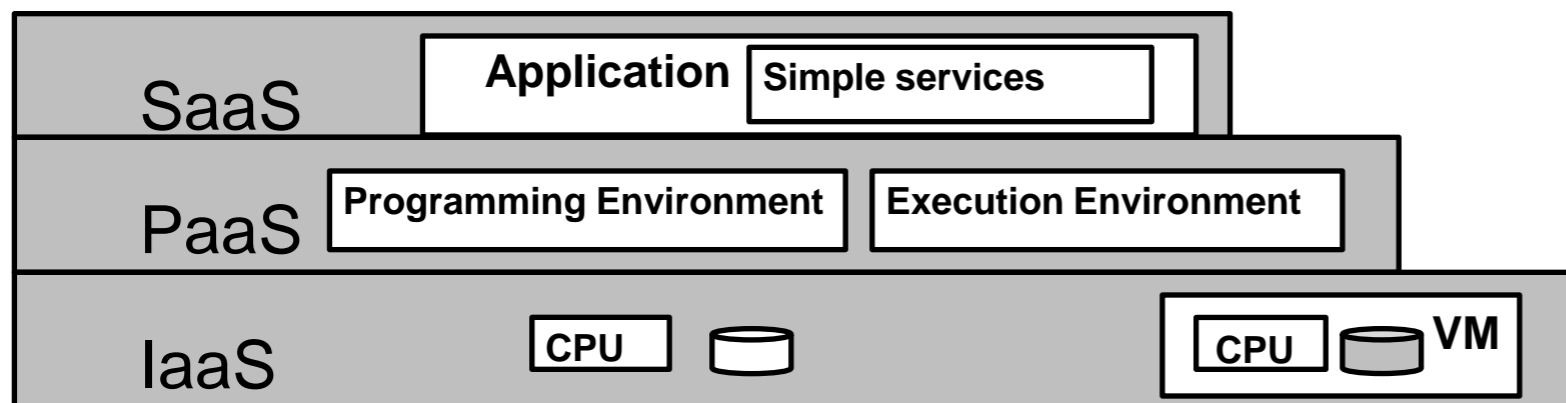 SaaS
Application
Simple services
PaaS
Programming Environment
Execution Environment
IaaS
CPU
CPU
VM